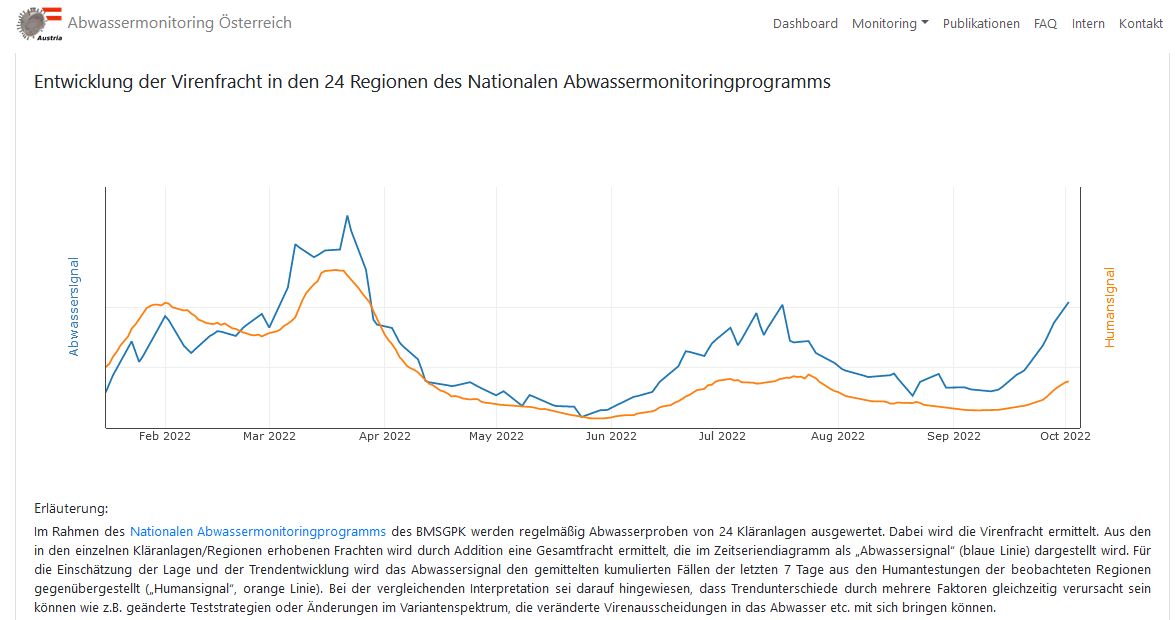 Austria
Abwassermonitoring Österreich
Dashboard Monitoring Publikationen FAQ Intern Kontakt
Entwicklung der Virenfracht in den 24 Regionen des Nationalen Abwassermonitoringprogramms
Abwassersignal
Humansignal
Feb 2022 Mar 2022 Apr 2022 May 2022 Jun 2022 Jul 2022 Aug 2022 Sep 2022 Oct 2022
Erläuterung:
Im Rahmen des Nationalen Abwassermonitoringprogramms des BMSGPK werden regelmäßig Abwasserproben von 24 Kläranlagen ausgewertet. Dabei wird die Virenfracht ermittelt. Aus den
in den einzelnen Kläranlagen/Regionen erhobenen Frachten wird durch Addition eine Gesamtfracht ermittelt, die im Zeitseriendiagramm als „Abwassersignal“ (blaue Linie) dargestellt wird. Für
die Einschätzung der Lage und der Trendentwicklung wird das Abwassersignal den gemittelten kumulierten Fällen der letzten 7 Tage aus den Humantestungen der beobachteten Regionen
gegenübergestellt („Humansignal“, orange Linie). Bei der vergleichenden Interpretation sei darauf hingewiesen, dass Trendunterschiede durch mehrere Faktoren gleichzeitig verursacht sein
können wie z.B. geänderte Teststrategien oder Änderungen im Variantenspektrum, die veränderte Virenausscheidungen in das Abwasser etc. mit sich bringen können.